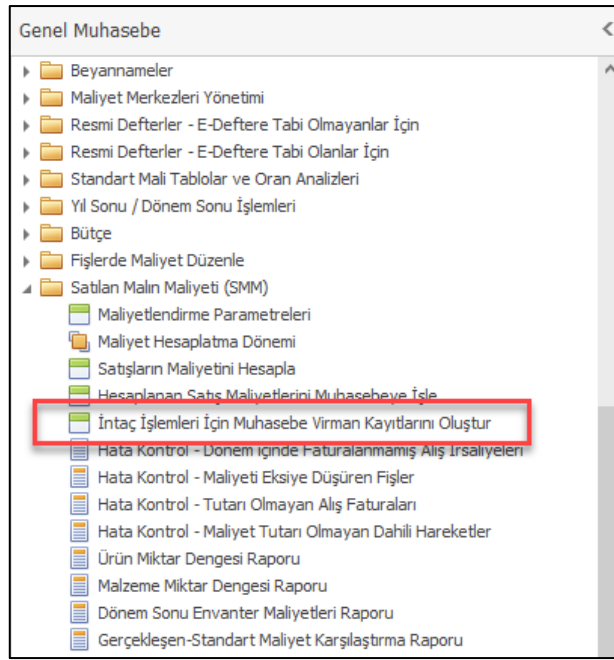 Genel Muhasebe
Beyannameler
Maliyet Merkezleri Yönetimi
Resmi Defterler - E-Deftere Tabi Olmayanlar İçin
Resmi Defterler - E-Deftere Tabi Olanlar İçin
Standart Mali Tablolar ve Oran Analizleri
Yıl Sonu / Dönem Sonu İşlemleri
Bütçe
Fişlerde Maliyet Düzenle
Satılan Malın Maliyeti (SMM)
Maliyetlendirme Parametreleri
Maliyet Hesaplatma Dönemi
Satışların Maliyetini Hesapla
Hesaplanan Satış Maliyetlerini Muhasebeye İşle
İntaç İşlemleri İçin Muhasebe Virman Kayıtlarını Oluştur
Hata Kontrol - Dönem İçinde Faturalanmamış Alış İrsaliyeleri
Hata Kontrol - Maliyeti Eksiye Düşüren Fişler
Hata Kontrol - Tutarı Olmayan Alış Faturaları
Hata Kontrol - Maliyet Tutarı Olmayan Dahili Hareketler
Ürün Miktar Dengesi Raporu
Malzeme Miktar Dengesi Raporu
Dönem Sonu Envanter Maliyetleri Raporu
Gerçekleşen-Standart Maliyet Karşılaştırma Raporu